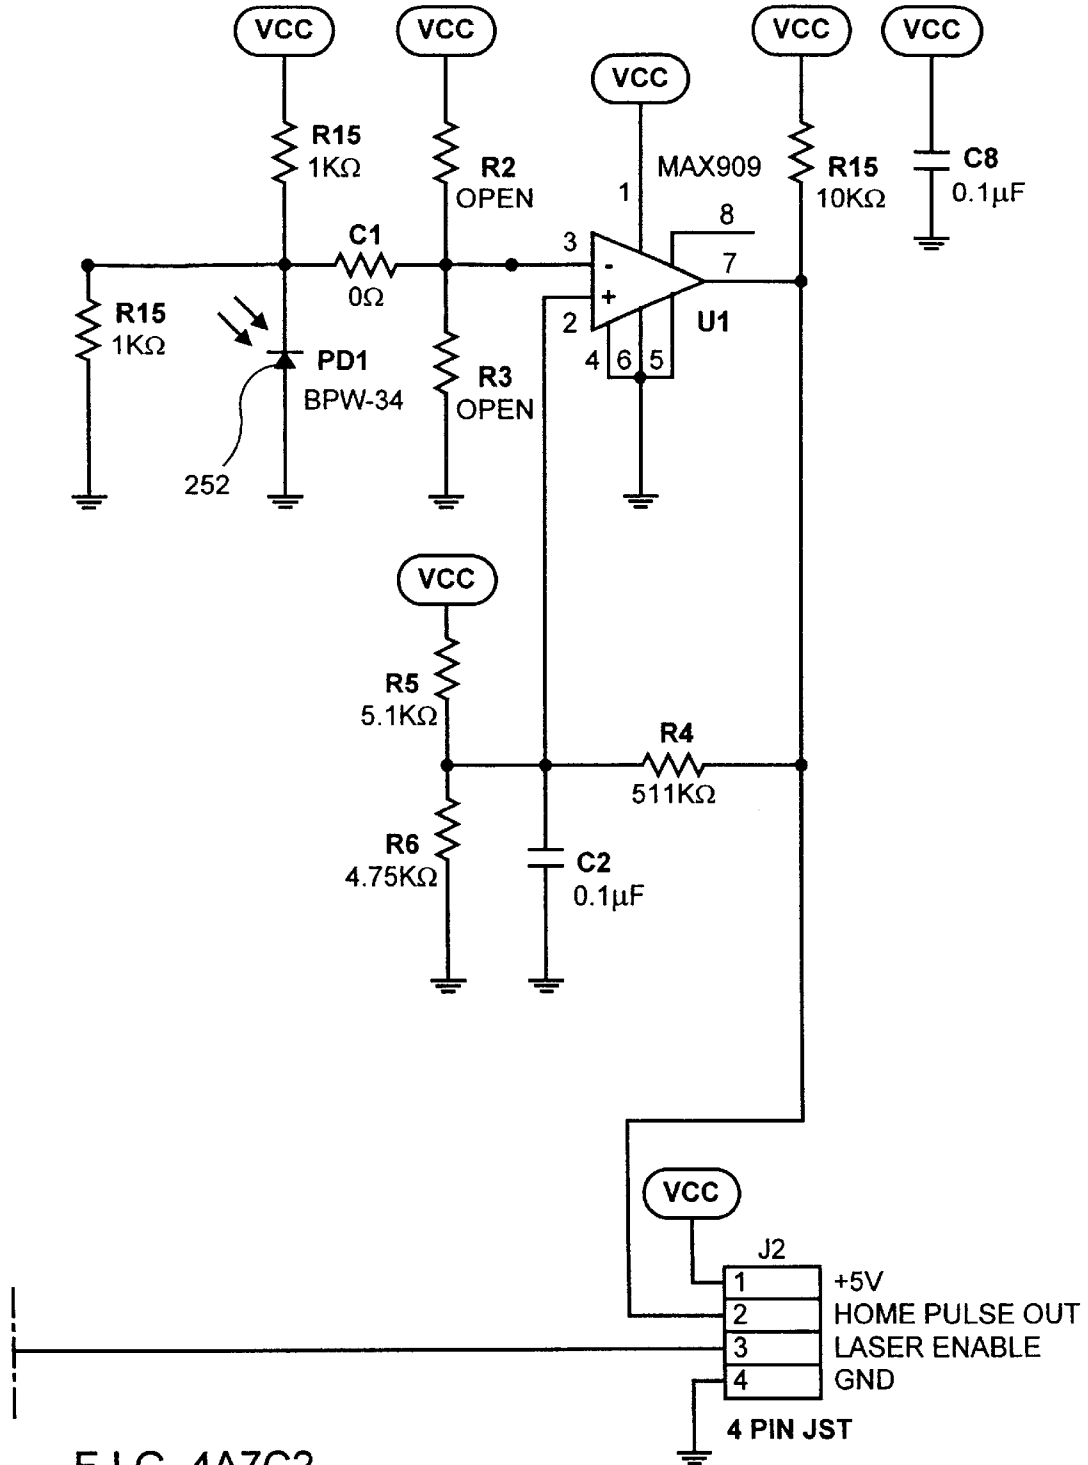 VCC
VCC
VCC
VCC
VCC
R15
1KΩ
R2
OPEN
MAX909
R15
10KΩ
C8
0.1μF
1
8
C1
0Ω
3
-
7
+
2
U1
R15
1KΩ
PD1
BPW-34
R3
OPEN
4
6
5
252
VCC
R5
5.1KΩ
R4
511KΩ
R6
4.75KΩ
C2
0.1μF
VCC
J2
1 +5V
2 HOME PULSE OUT
3 LASER ENABLE
4 GND
4 PIN JST
FIG. 4A7C2